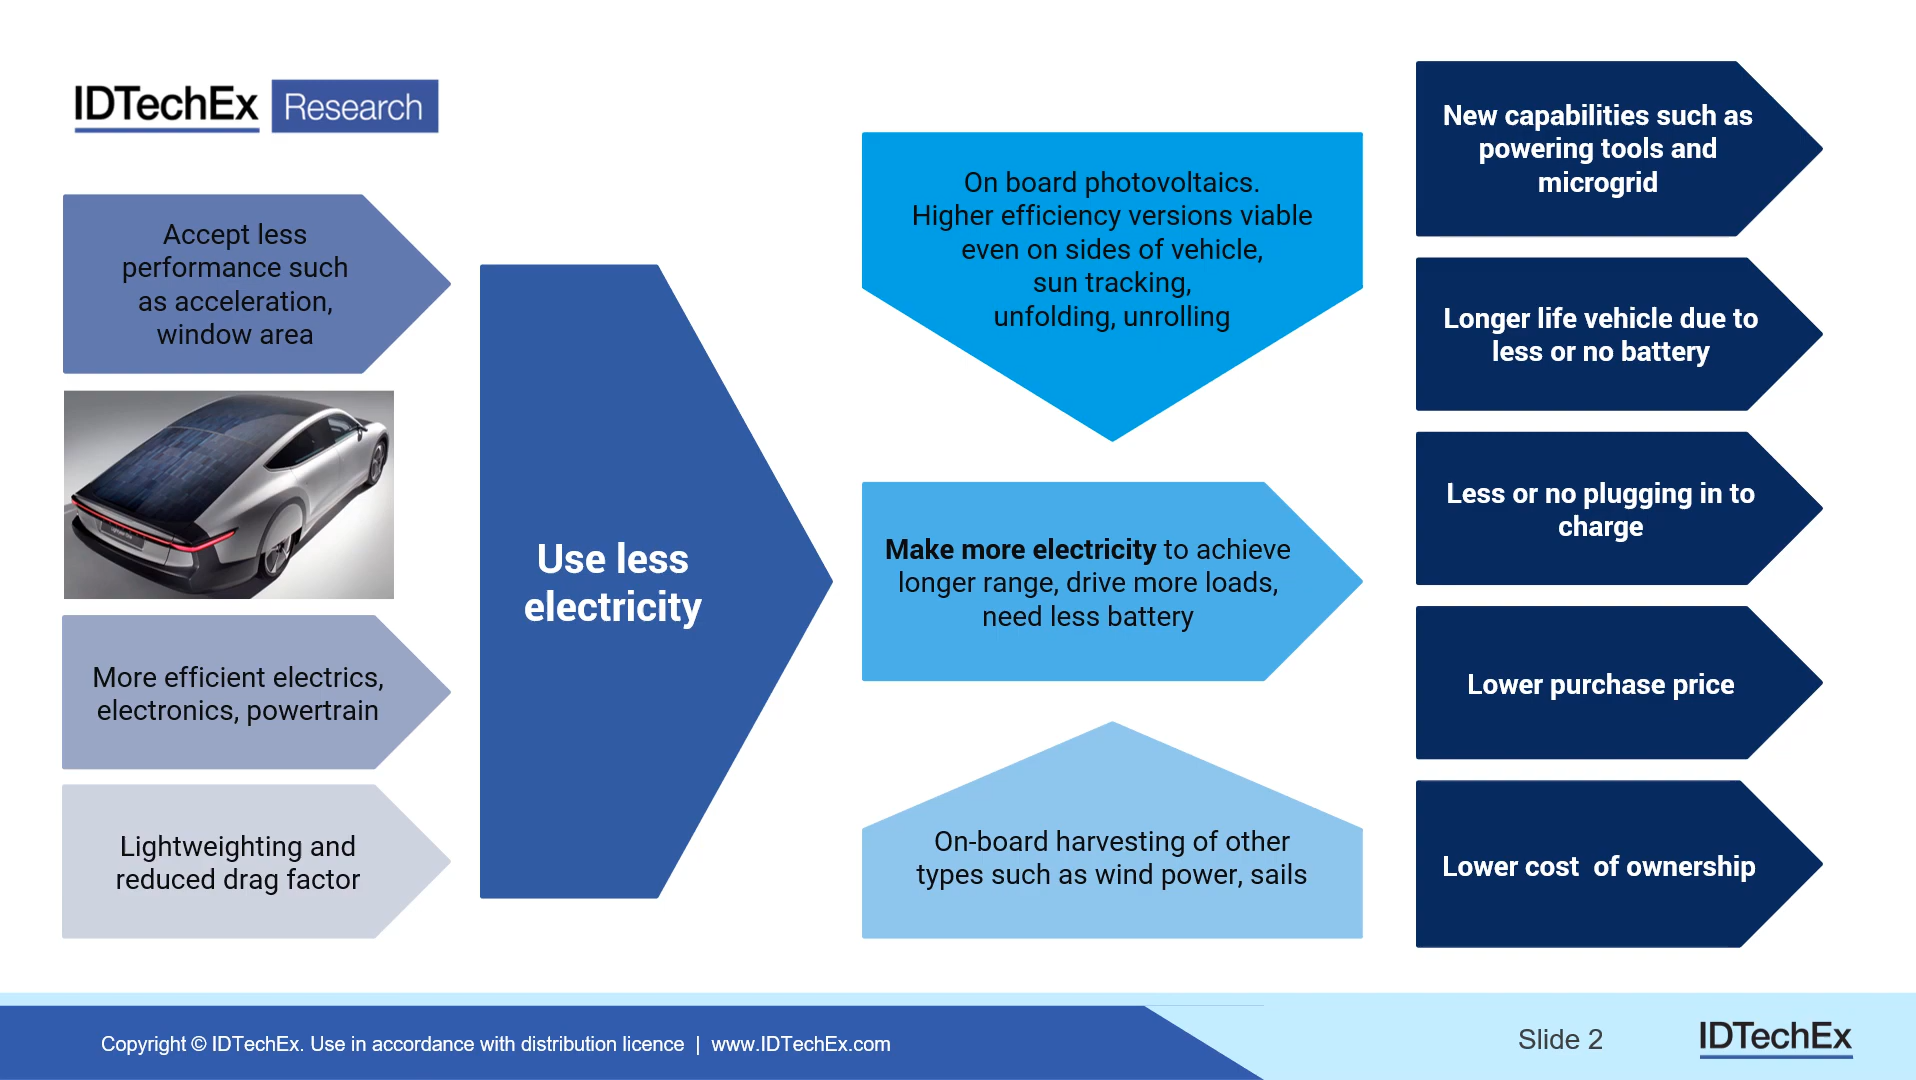 IDTechEx Research
Accept less
performance such
as acceleration,
window area
More efficient electrics,
electronics, powertrain
Lightweighting and
reduced drag factor
Use less
electricity
On board photovoltaics.
Higher efficiency versions viable
even on sides of vehicle,
sun tracking,
unfolding, unrolling
Make more electricity to achieve
longer range, drive more loads,
need less battery
On-board harvesting of other
types such as wind power, sails
New capabilities such as
powering tools and
microgrid
Longer life vehicle due to
less or no battery
Less or no plugging in to
charge
Lower purchase price
Lower cost  of ownership
Copyright © IDTechEx. Use in accordance with distribution licence | www.IDTechEx.com
Slide 2
IDTechEx